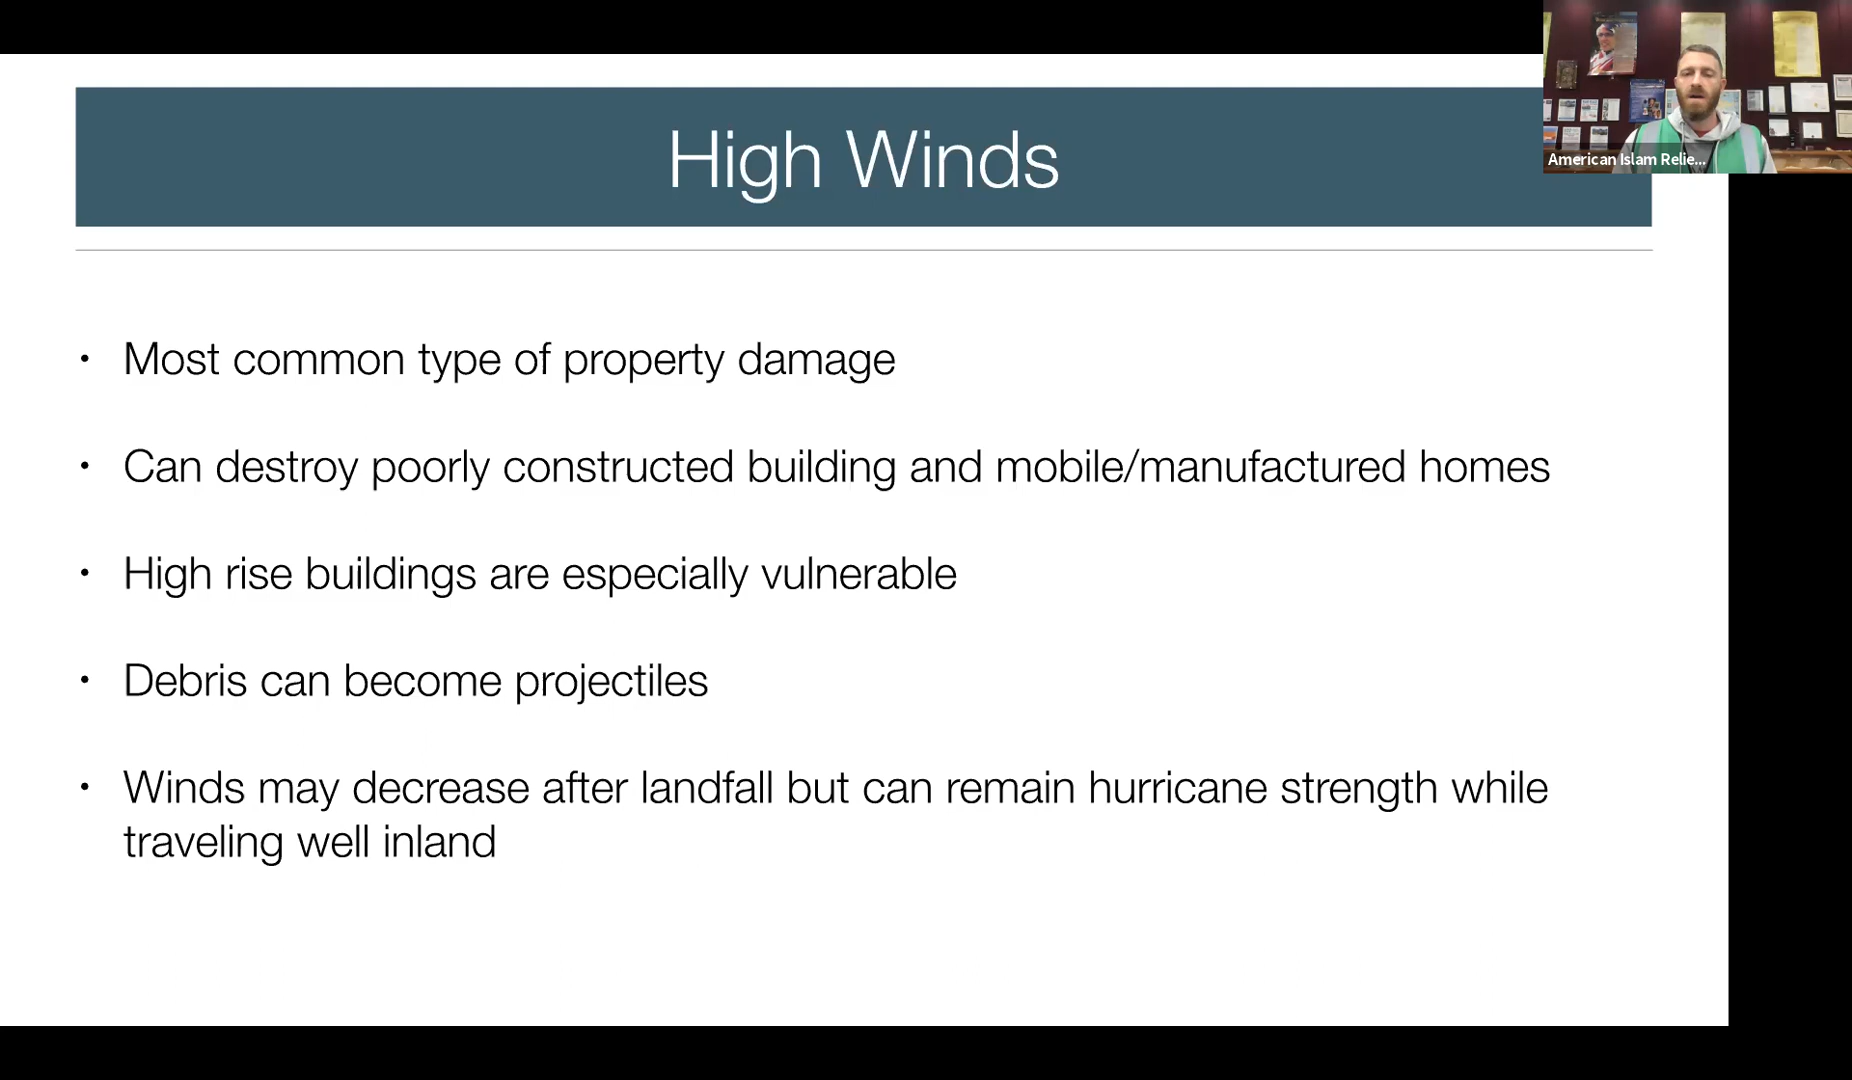 High Winds
American Islam Relie...
• Most common type of property damage
• Can destroy poorly constructed building and mobile/manufactured homes
• High rise buildings are especially vulnerable
• Debris can become projectiles
• Winds may decrease after landfall but can remain hurricane strength while
traveling well inland